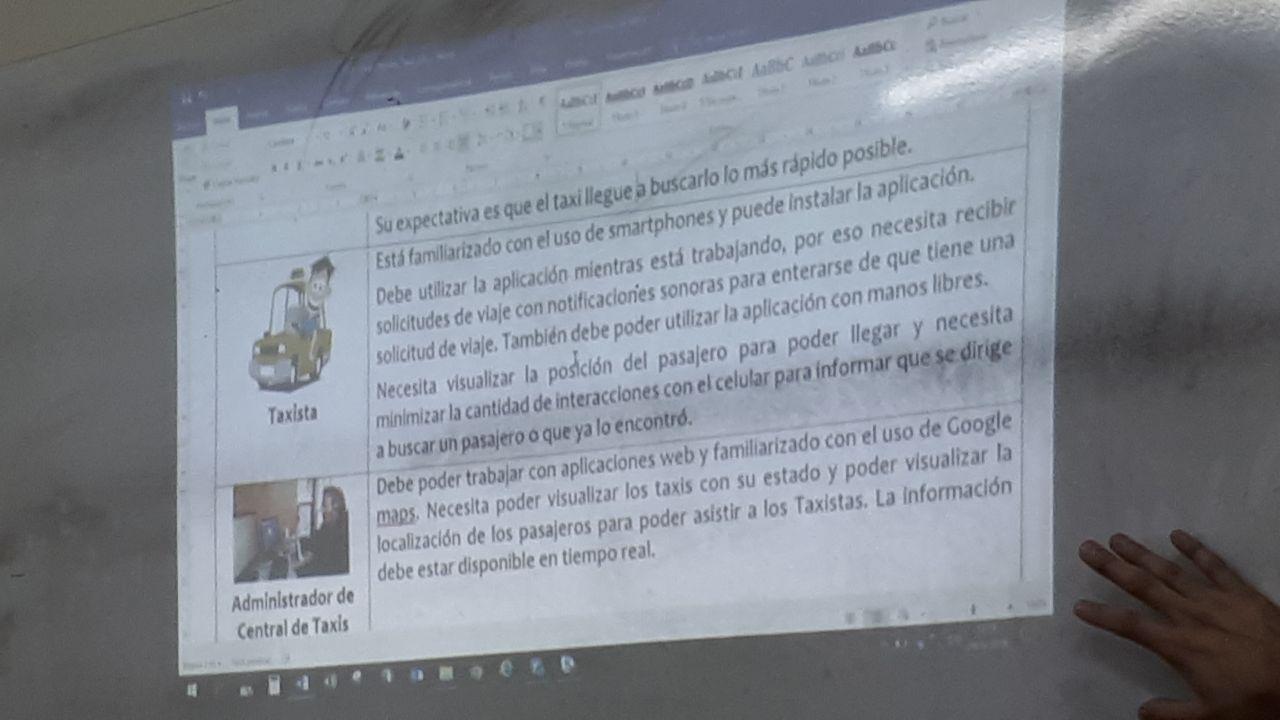 AaBbC
Su expectativa es que el taxi llegue a buscarlo lo más rápido posible.
Está familiarizado con el uso de smartphones y puede instalar la aplicación.
Debe utilizar la aplicación mientras está trabajando, por eso necesita recibir
solicitudes de viaje con notificaciones sonoras para enterarse de que tiene una
solicitud de viaje. También debe poder utilizar la aplicación con manos libres.
Necesita visualizar la posición del pasajero para poder llegar y necesita
minimizar la cantidad de interacciones con el celular para informar que se dirige
a buscar un pasajero o que ya lo encontró.
Taxista
Debe poder trabajar con aplicaciones web y familiarizado con el uso de Google
maps. Necesita poder visualizar los taxis con su estado y poder visualizar la
localización de los pasajeros para poder asistir a los Taxistas. La información
debe estar disponible en tiempo real.
Administrador de
Central de Taxis